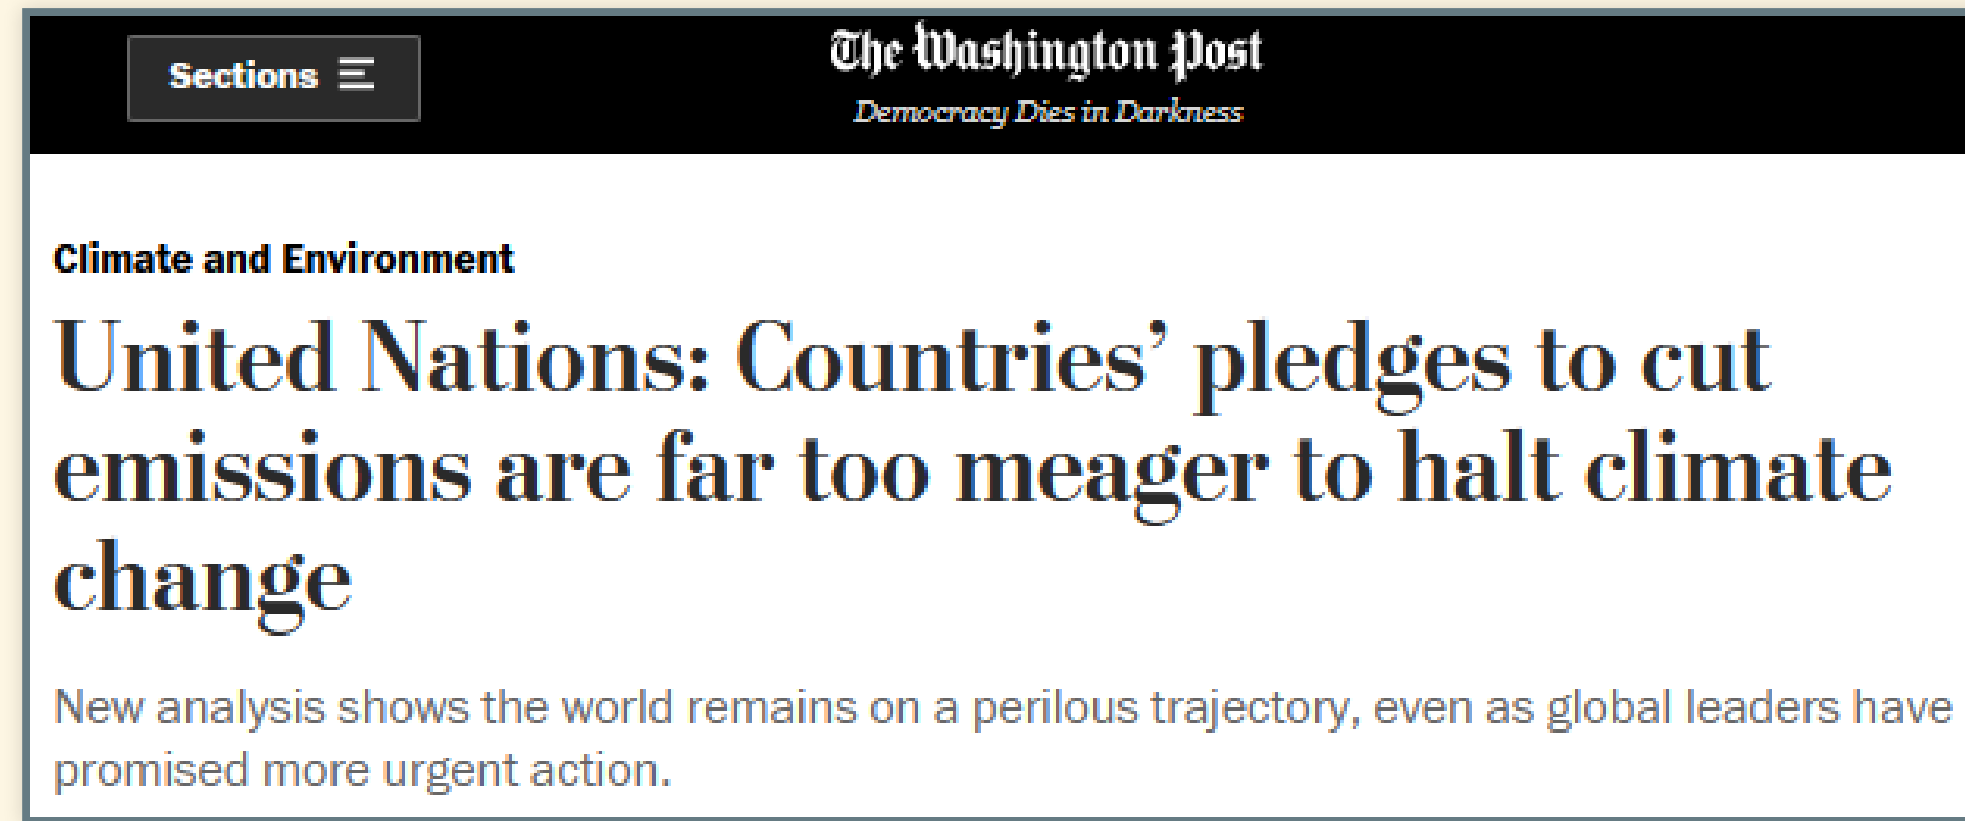 Sections
The Washington Post
Democracy Dies in Darkness
Climate and Environment
United Nations: Countries’ pledges to cut
emissions are far too meager to halt climate
change
New analysis shows the world remains on a perilous trajectory, even as global leaders have
promised more urgent action.